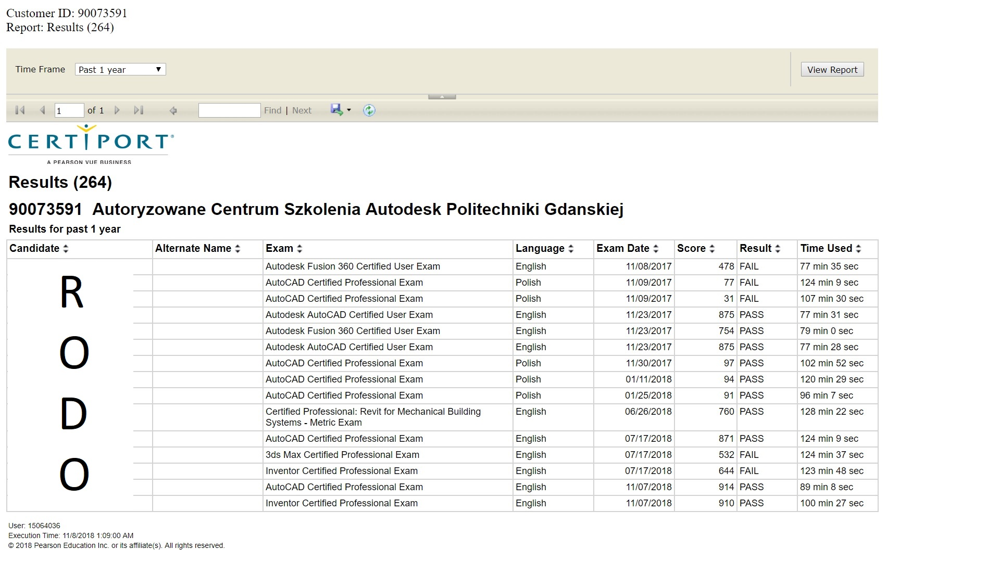 Customer ID: 90073591
Report: Results (264)
Time Frame Past 1 year View Report
1 of 1 Find | Next
CERTIPORT®
A PEARSON VUE BUSINESS
Results (264)
90073591 Autoryzowane Centrum Szkolenia Autodesk Politechniki Gdanskiej
Results for past 1 year
Candidate Alternate Name Exam Language Exam Date Score Result Time Used
Autodesk Fusion 360 Certified User Exam English 11/08/2017 478 FAIL 77 min 35 sec
R
AutoCAD Certified Professional Exam Polish 11/09/2017 77 FAIL 124 min 9 sec
AutoCAD Certified Professional Exam Polish 11/09/2017 31 FAIL 107 min 30 sec
Autodesk AutoCAD Certified User Exam English 11/23/2017 875 PASS 77 min 31 sec
Autodesk Fusion 360 Certified User Exam English 11/23/2017 754 PASS 79 min 0 sec
O
Autodesk AutoCAD Certified User Exam English 11/23/2017 875 PASS 77 min 28 sec
AutoCAD Certified Professional Exam Polish 11/30/2017 97 PASS 102 min 52 sec
AutoCAD Certified Professional Exam Polish 01/11/2018 94 PASS 120 min 29 sec
AutoCAD Certified Professional Exam Polish 01/25/2018 91 PASS 96 min 7 sec
D
Certified Professional: Revit for Mechanical Building English 06/26/2018 760 PASS 128 min 22 sec
Systems - Metric Exam
AutoCAD Certified Professional Exam English 07/17/2018 871 PASS 124 min 9 sec
3ds Max Certified Professional Exam English 07/17/2018 532 FAIL 124 min 37 sec
O
Inventor Certified Professional Exam English 07/17/2018 644 FAIL 123 min 48 sec
AutoCAD Certified Professional Exam English 11/07/2018 914 PASS 89 min 8 sec
Inventor Certified Professional Exam English 11/07/2018 910 PASS 100 min 27 sec
User: 15064036
Execution Time: 11/8/2018 1:09:00 AM
© 2018 Pearson Education Inc. or its affiliate(s). All rights reserved.